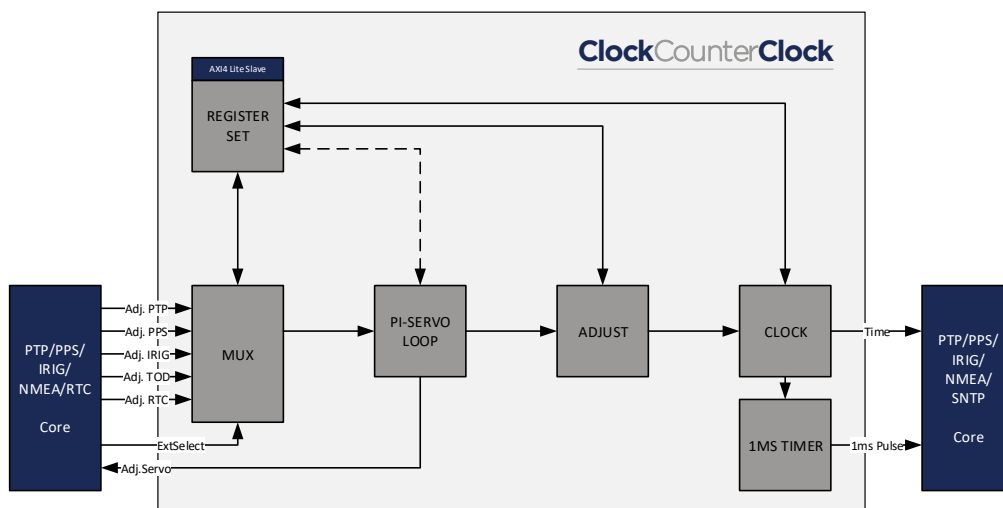 ClockCounterClock
AXI4 Lite Slave
REGISTER
SET
PTP/PPS/
IRIG/
NMEA/RTC
Core
Adj. PTP
Adj. PPS
Adj. IRIG
Adj. TOD
Adj. RTC
ExtSelect
Adj.Servo
MUX
PI-SERVO
LOOP
ADJUST
CLOCK
1MS TIMER
Time
1ms Pulse
PTP/PPS/
IRIG/
NMEA/
SNTP
Core